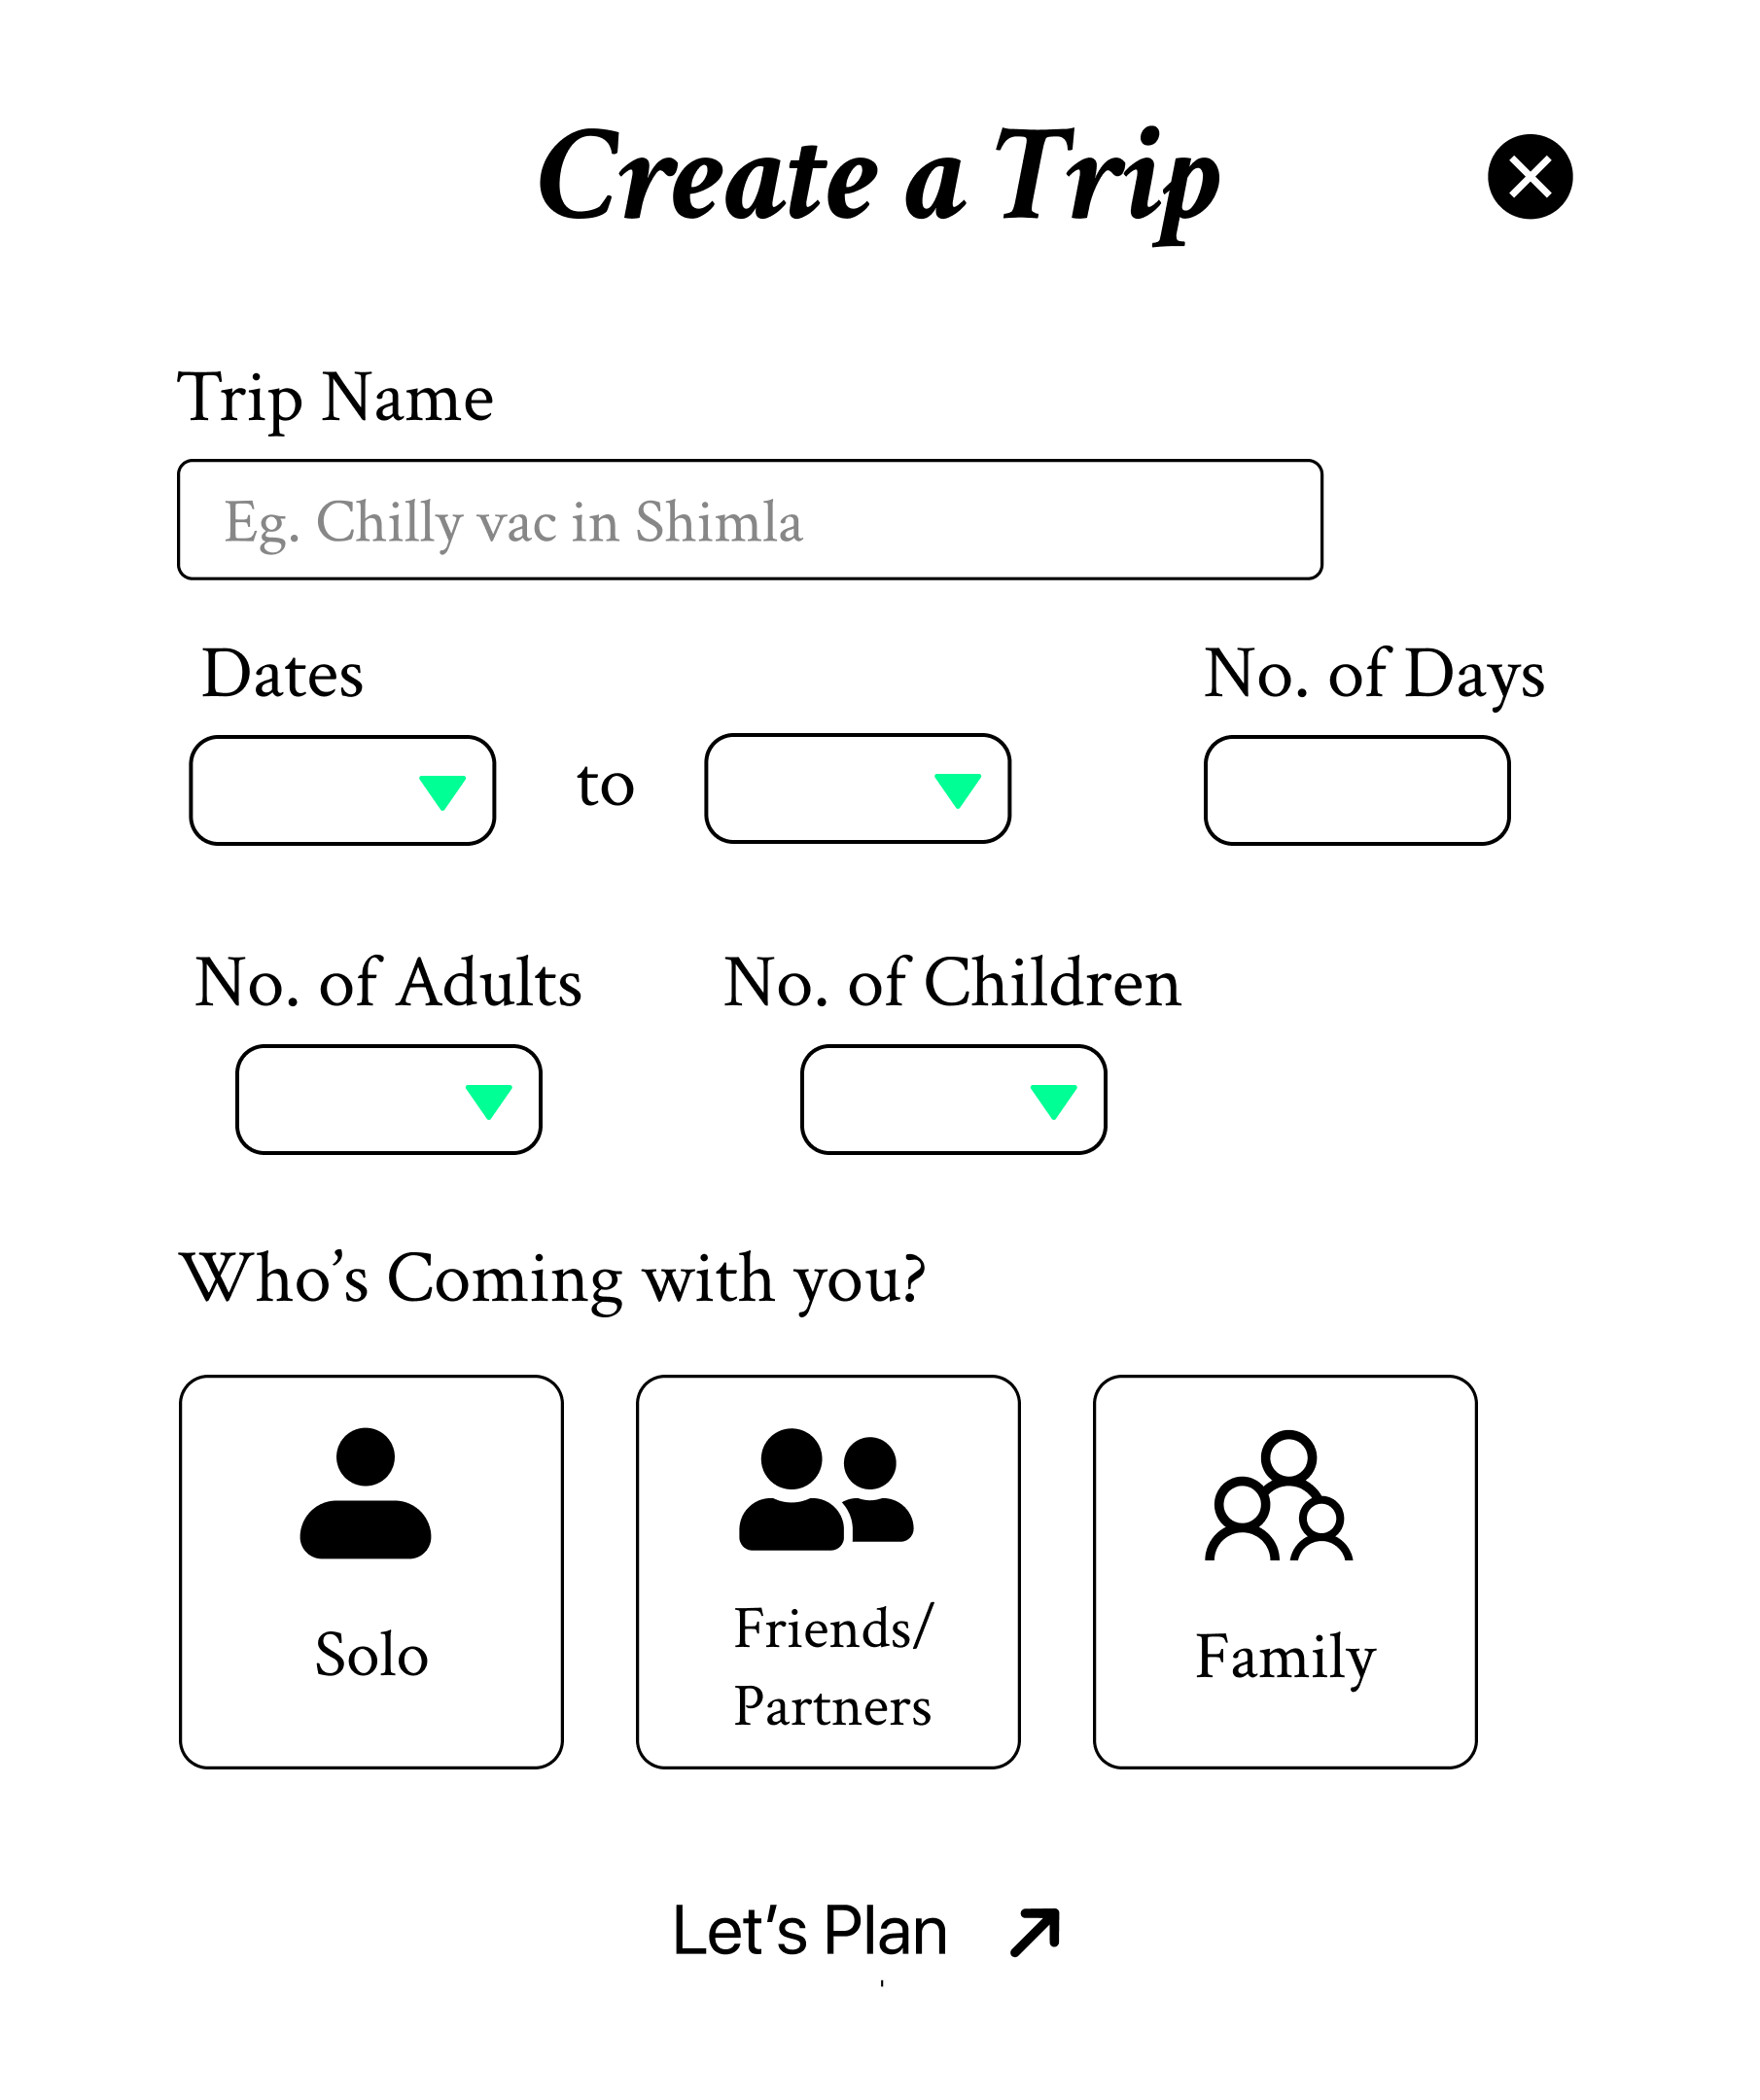 Create a Trip
Trip Name
Eg. Chilly vac in Shimla
Dates
No. of Days
to
No. of Adults
No. of Children
Who’s Coming with you?
Solo
Friends/
Partners
Family
Let’s Plan